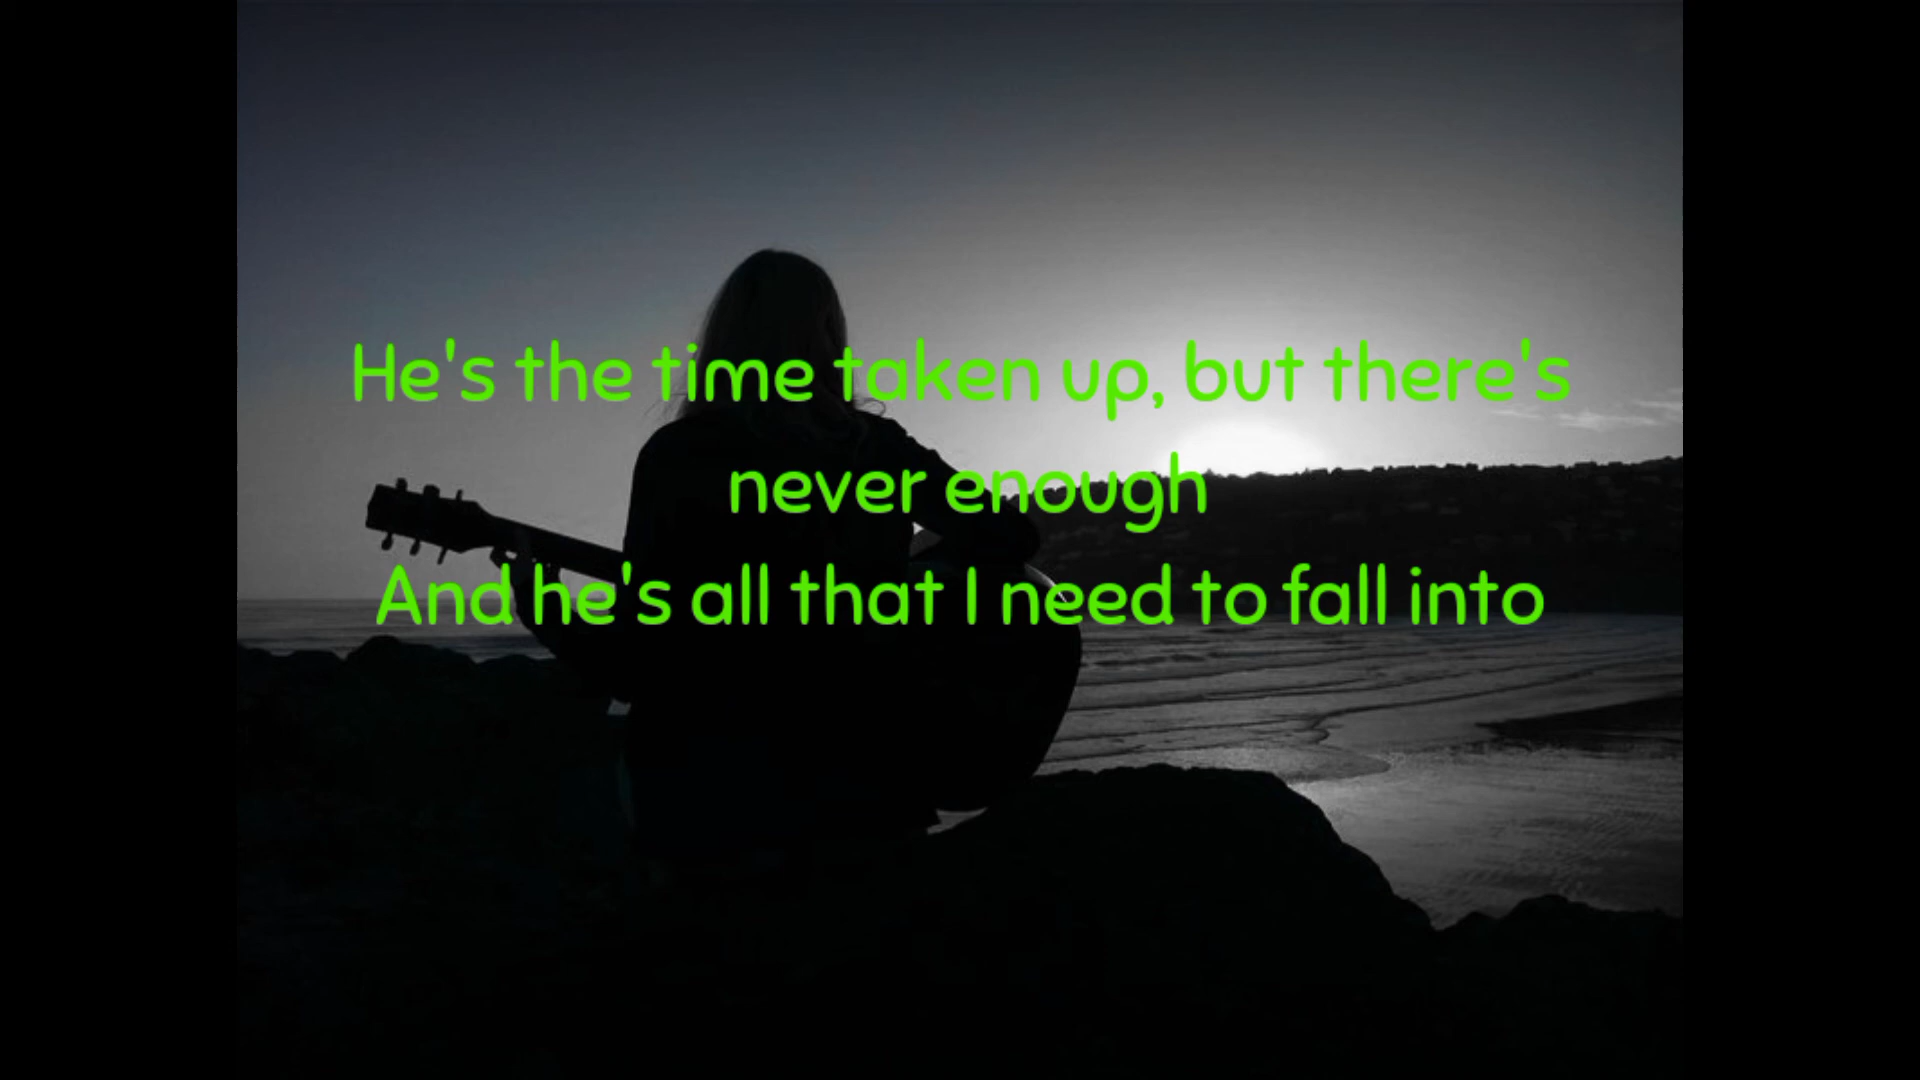 He's the time taken up, but there's
never enough
And he's all that I need to fall into